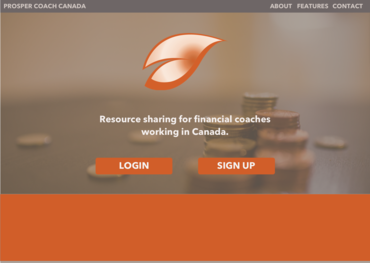 PROSPER COACH CANADA
ABOUT FEATURES CONTACT
Resource sharing for financial coaches
working in Canada.
LOGIN
SIGN UP